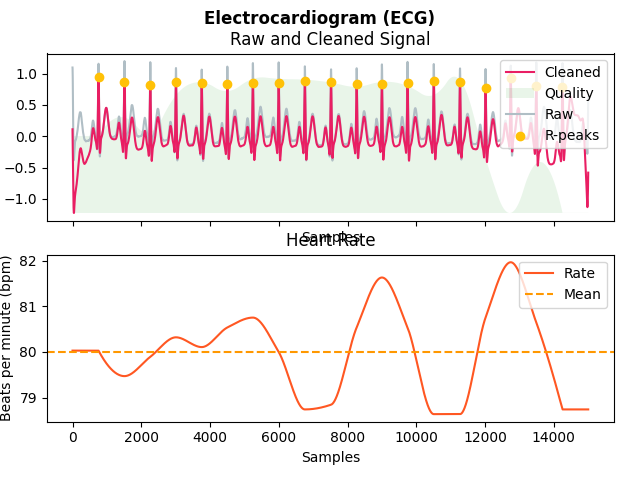 Electrocardiogram (ECG)
Raw and Cleaned Signal
1.0
0.5
0.0
−0.5
−1.0
Cleaned
Quality
Raw
R-peaks
Samples
Heart Rate
82
81
80
79
Beats per minute (bpm)
Rate
Mean
0 2000 4000 6000 8000 10000 12000 14000
Samples